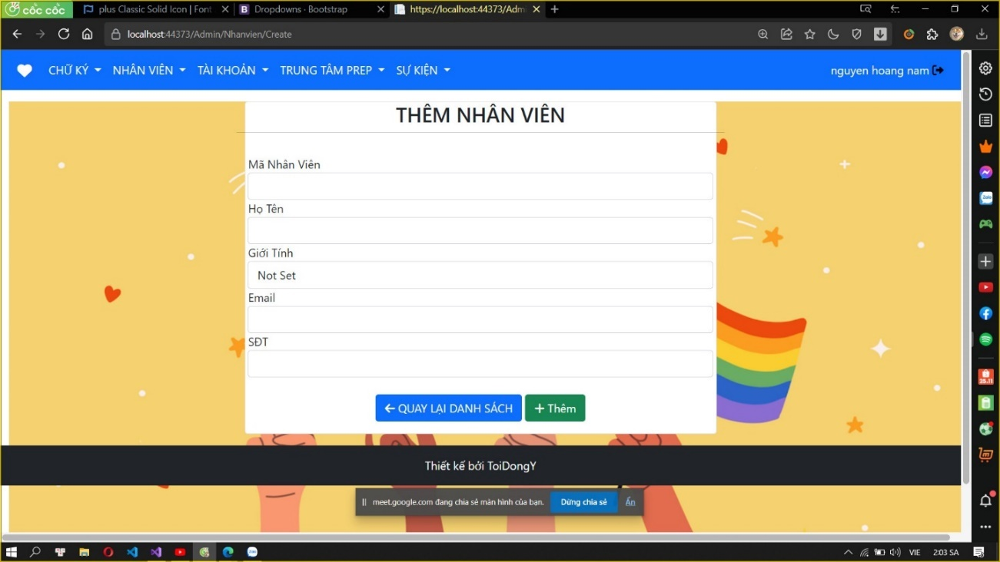 cốc cốc
plus Classic Solid Icon | Font
B Dropdowns · Bootstrap
https://localhost:44373/Adm
localhost:44373/Admin/Nhanvien/Create
CHỮ KÝ NHÂN VIÊN TÀI KHOẢN TRUNG TÂM PREP SỰ KIỆN nguyen hoang nam
THÊM NHÂN VIÊN
Mã Nhân Viên
Họ Tên
Giới Tính
Not Set
Email
SĐT
QUAY LẠI DANH SÁCH
Thêm
Thiết kế bởi ToiDongY
meet.google.com đang chia sẻ màn hình của bạn. Dừng chia sẻ Ẩn
Zalo
25.11
VIE 2:03 SA